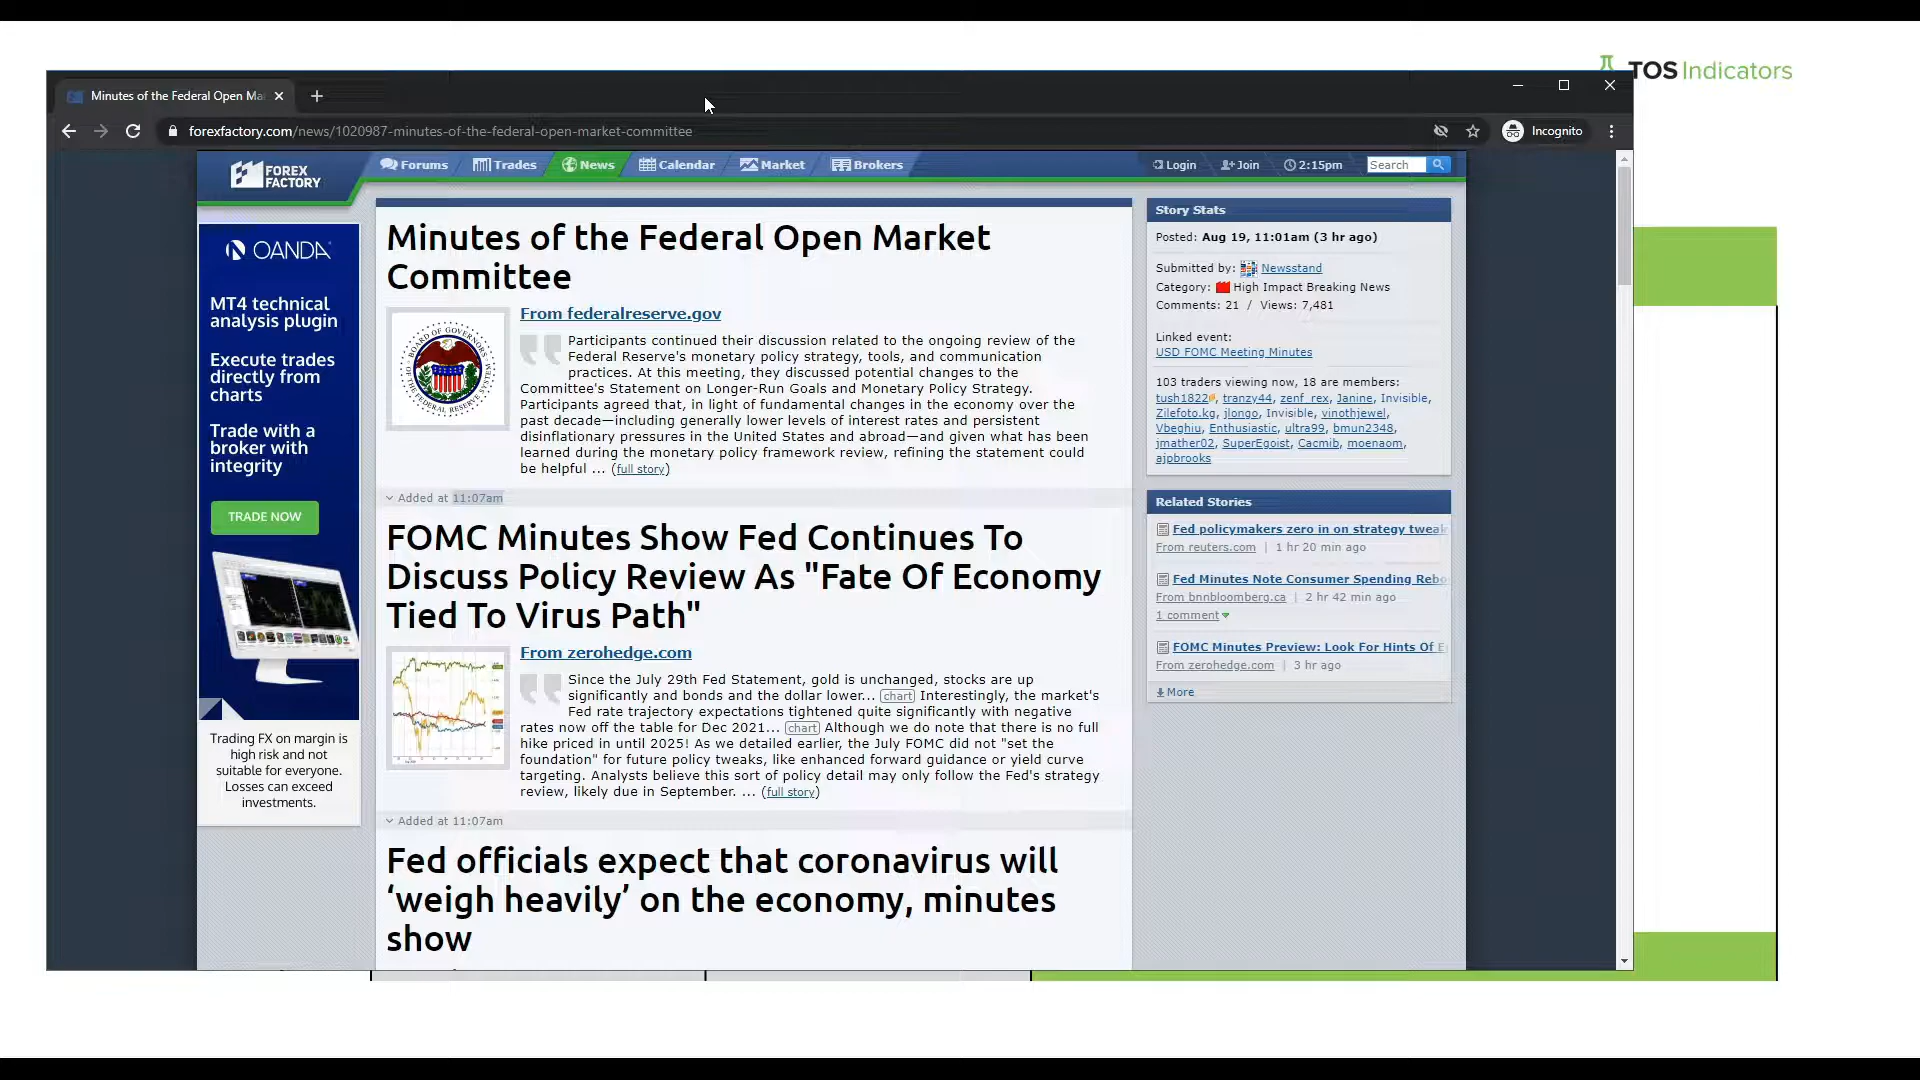 TOS Indicators
Minutes of the Federal Open Ma
forexfactory.com/news/1020987-minutes-of-the-federal-open-market-committee
Incognito
FOREX
FACTORY
Forums
Trades
News
Calendar
Market
Brokers
Login
Join
2:15pm
Search
OANDA
MT4 technical
analysis plugin
Execute trades
directly from
charts
Trade with a
broker with
integrity
TRADE NOW
Trading FX on margin is
high risk and not
suitable for everyone.
Losses can exceed
investments.
Minutes of the Federal Open Market
Committee
From federalreserve.gov
Participants continued their discussion related to the ongoing review of the
Federal Reserve's monetary policy strategy, tools, and communication
practices. At this meeting, they discussed potential changes to the
Committee's Statement on Longer-Run Goals and Monetary Policy Strategy.
Participants agreed that, in light of fundamental changes in the economy over the
past decade—including generally lower levels of interest rates and persistent
disinflationary pressures in the United States and abroad—and given what has been
learned during the monetary policy framework review, refining the statement could
be helpful ... (full story)
Added at 11:07am
FOMC Minutes Show Fed Continues To
Discuss Policy Review As "Fate Of Economy
Tied To Virus Path"
From zerohedge.com
Since the July 29th Fed Statement, gold is unchanged, stocks are up
significantly and bonds and the dollar lower... chart Interestingly, the market's
Fed rate trajectory expectations tightened quite significantly with negative
rates now off the table for Dec 2021... chart Although we do note that there is no full
hike priced in until 2025! As we detailed earlier, the July FOMC did not "set the
foundation" for future policy tweaks, like enhanced forward guidance or yield curve
targeting. Analysts believe this sort of policy detail may only follow the Fed's strategy
review, likely due in September. ... (full story)
Added at 11:07am
Fed officials expect that coronavirus will
‘weigh heavily’ on the economy, minutes
show
Story Stats
Posted: Aug 19, 11:01am (3 hr ago)
Submitted by: Newsstand
Category: High Impact Breaking News
Comments: 21 / Views: 7,481
Linked event:
USD FOMC Meeting Minutes
103 traders viewing now, 18 are members:
tush1822, tranzy44, zenf_rex, Janine, Invisible,
Zilefoto.kg, jlongo, Invisible, vinothjewel,
Vbeghiu, Enthusiastic, ultra99, bmun2348,
jmather02, SuperEgoist, Cacmib, moenaom,
ajpbrooks
Related Stories
Fed policymakers zero in on strategy tweak
From reuters.com | 1 hr 20 min ago
Fed Minutes Note Consumer Spending Rebo
From bnnbloomberg.ca | 2 hr 42 min ago
1 comment
FOMC Minutes Preview: Look For Hints Of E
From zerohedge.com | 3 hr ago
More